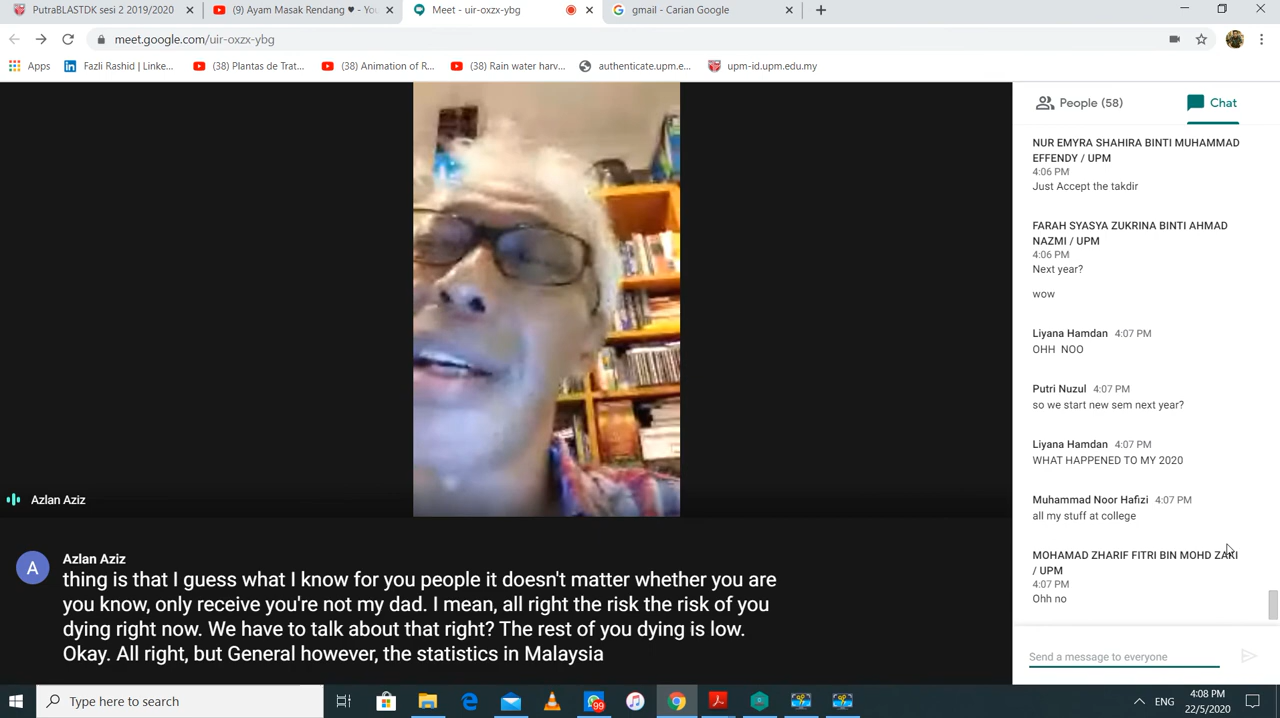 PutraBLASTDK sesi 2 2019/2020
(9) Ayam Masak Rendang ♥ - You
Meet - uir-oxzx-ybg
gmail - Carian Google
meet.google.com/uir-oxzx-ybg
Apps
Fazli Rashid | Linke...
(38) Plantas de Trat...
(38) Animation of R...
(38) Rain water harv...
authenticate.upm.e...
upm-id.upm.edu.my
People (58)
Chat
NUR EMYRA SHAHIRA BINTI MUHAMMAD
EFFENDY / UPM
4:06 PM
Just Accept the takdir
FARAH SYASYA ZUKRINA BINTI AHMAD
NAZMI / UPM
4:06 PM
Next year?
wow
Liyana Hamdan 4:07 PM
OHH NOO
Putri Nuzul 4:07 PM
so we start new sem next year?
Liyana Hamdan 4:07 PM
WHAT HAPPENED TO MY 2020
Muhammad Noor Hafizi 4:07 PM
all my stuff at college
MOHAMAD ZHARIF FITRI BIN MOHD ZAKI
/ UPM
4:07 PM
Ohh no
Send a message to everyone
Azlan Aziz
A
Azlan Aziz
thing is that I guess what I know for you people it doesn't matter whether you are
you know, only receive you're not my dad. I mean, all right the risk the risk of you
dying right now. We have to talk about that right? The rest of you dying is low.
Okay. All right, but General however, the statistics in Malaysia
Type here to search
99
ENG
4:08 PM
22/5/2020